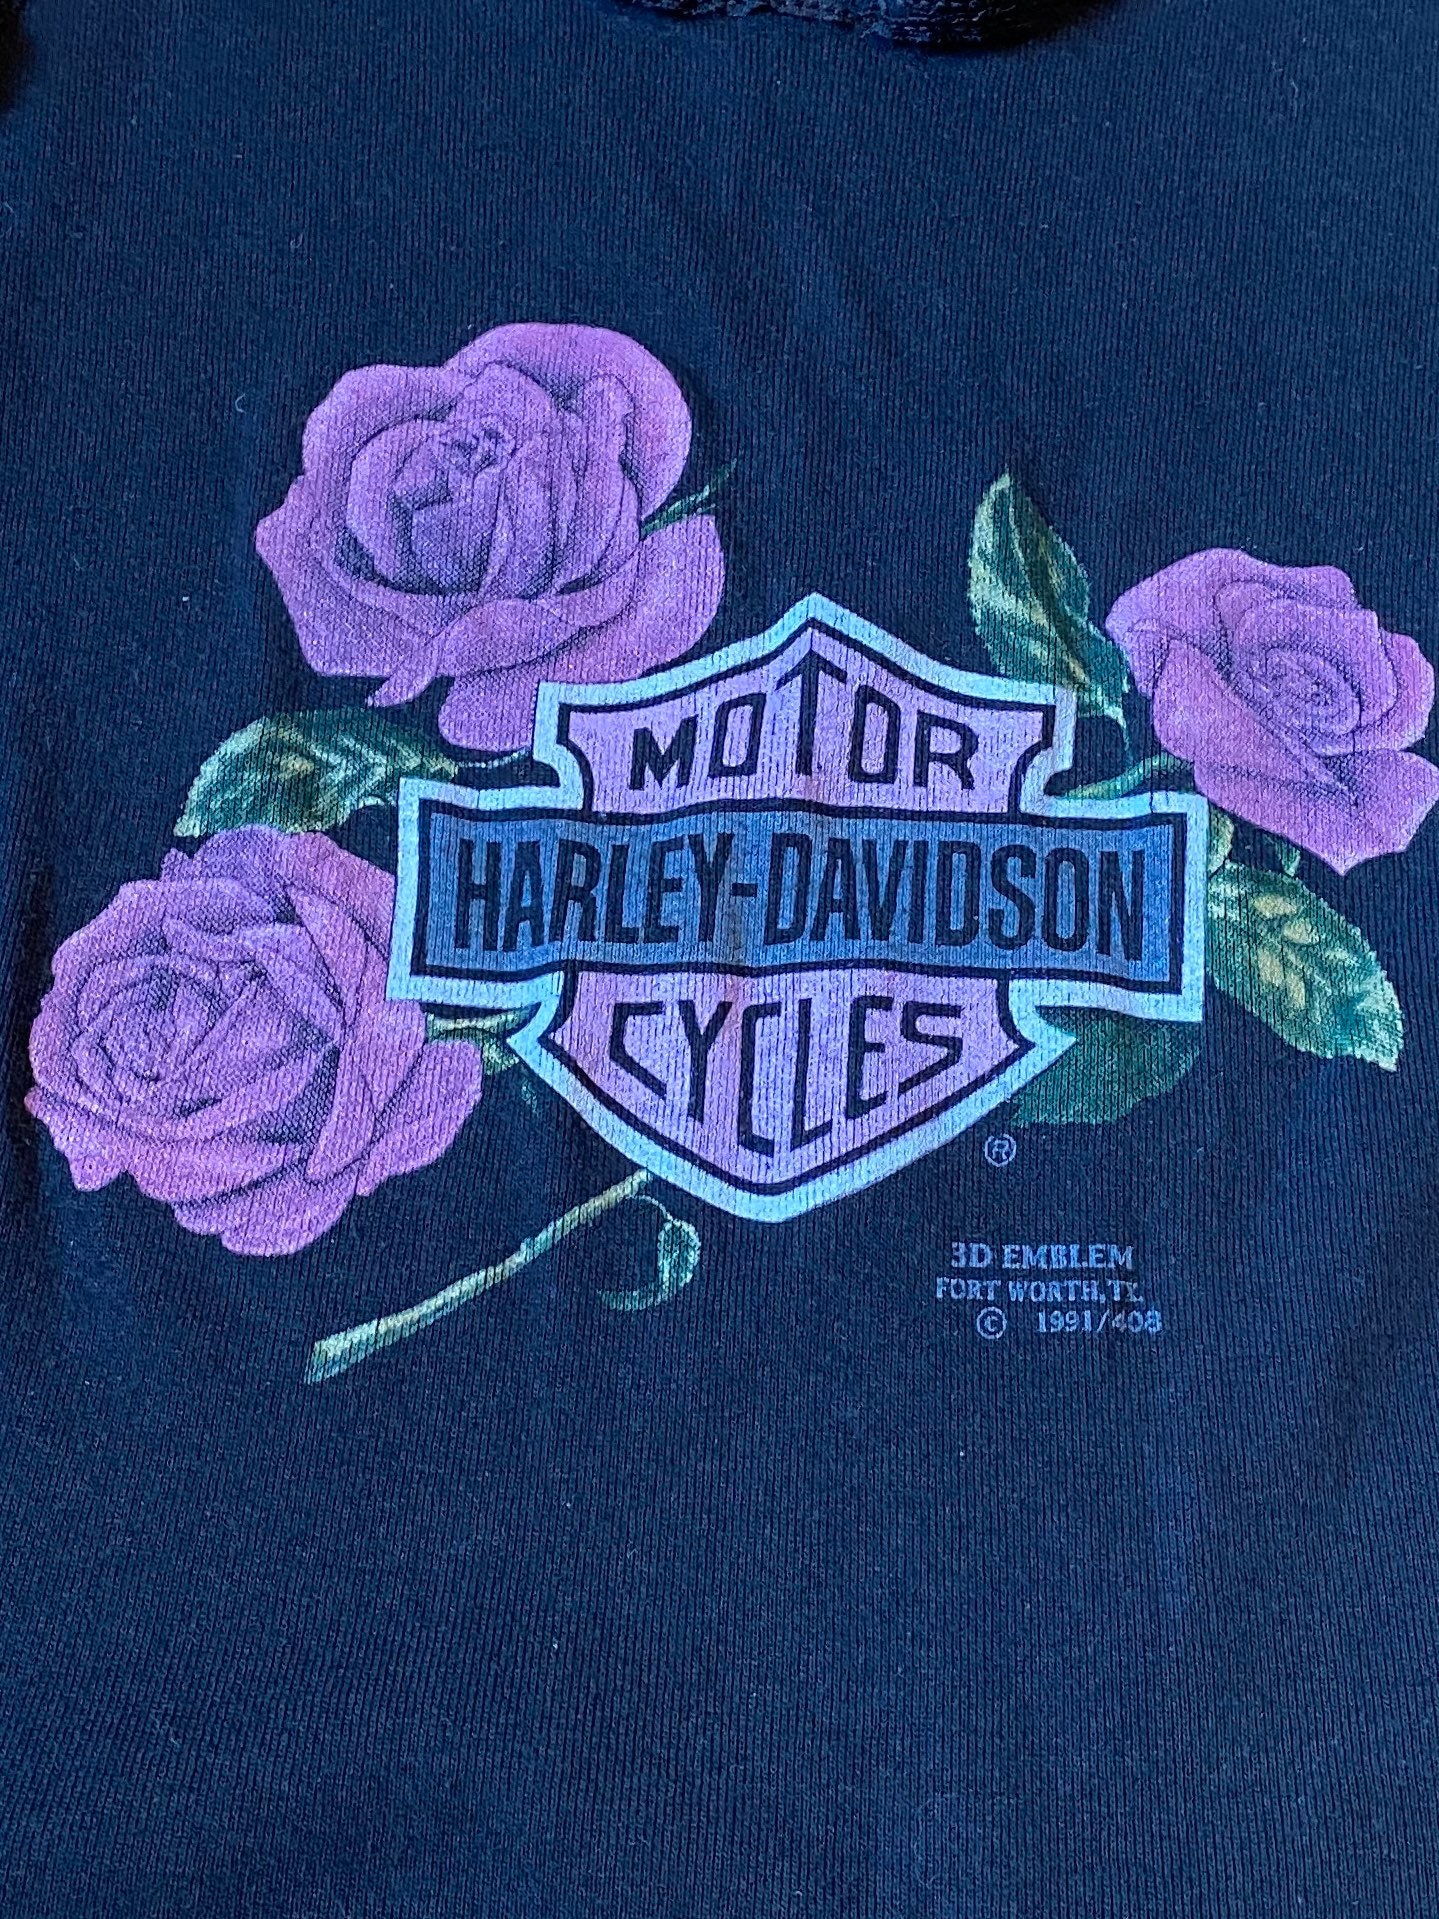 MOTOR
HARLEY-DAVIDSON
CYCLES
®
3D EMBLEM
FORT WORTH, TX.
© 1991/408